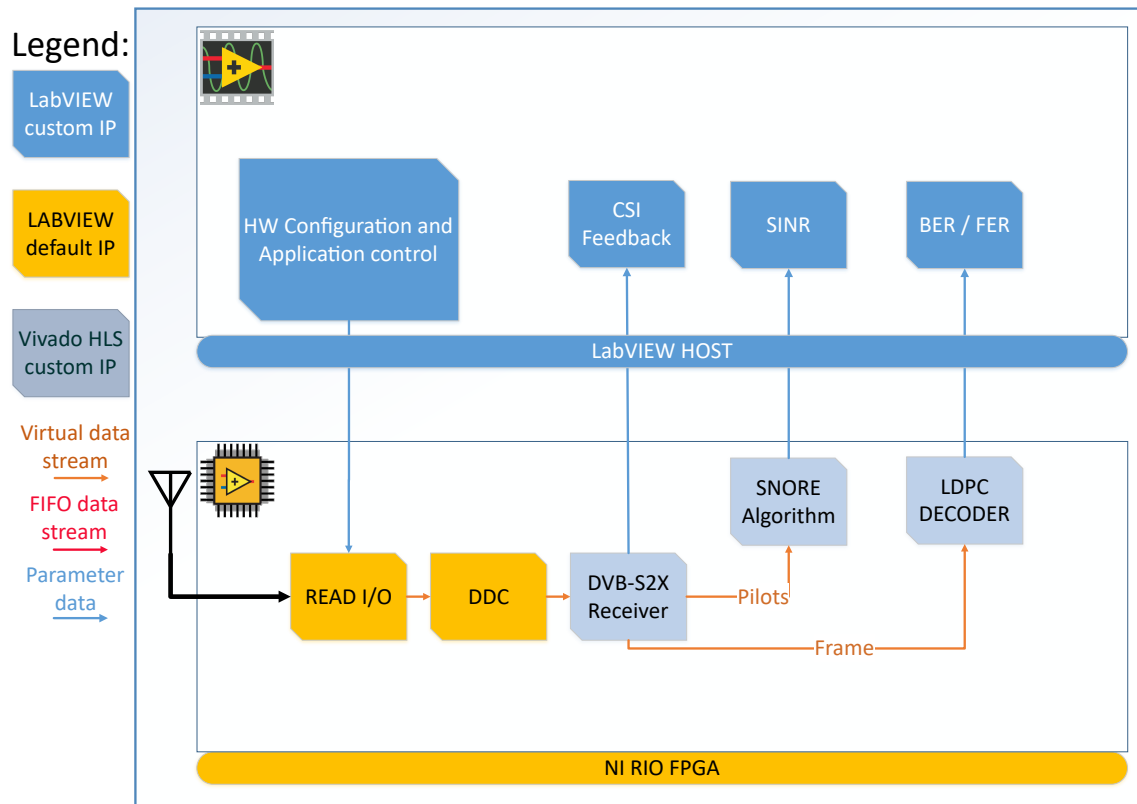 Legend:
LabVIEW
custom IP
LABVIEW
default IP
Vivado HLS
custom IP
Virtual data
stream
FIFO data
stream
Parameter
data
HW Configuration and
Application control
CSI
Feedback
SINR
BER / FER
LabVIEW HOST
SNORE
Algorithm
LDPC
DECODER
READ I/O
DDC
DVB-S2X
Receiver
Pilots
Frame
NI RIO FPGA